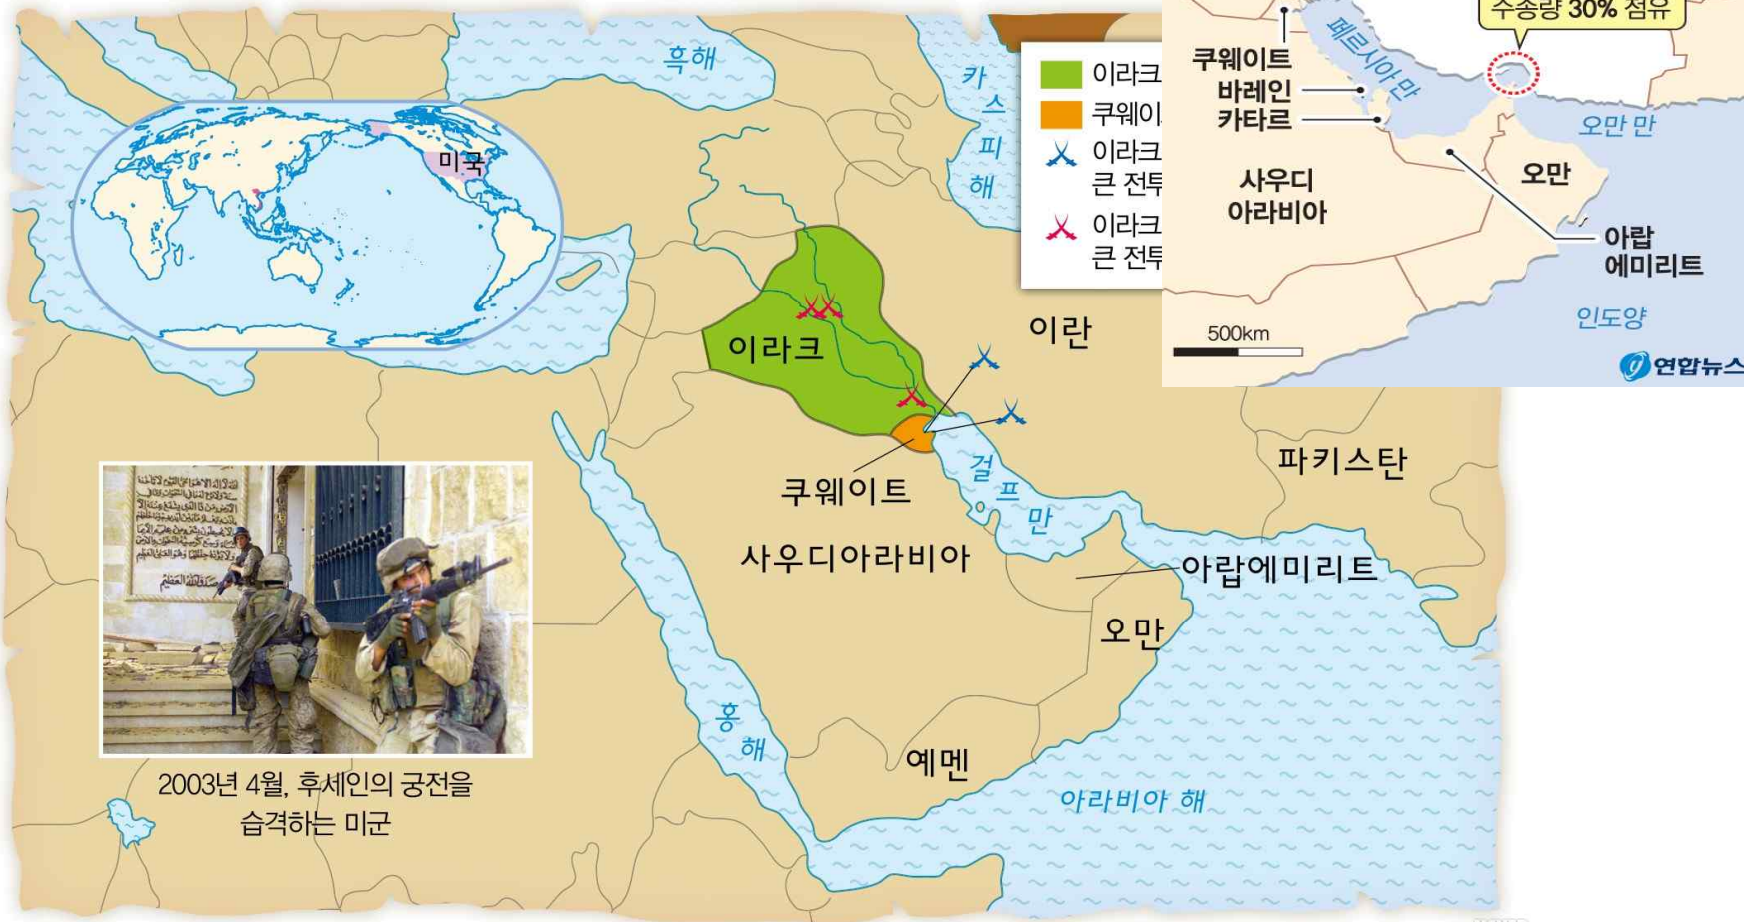 흑해
카
스
피
해
미국
이라크
쿠웨이
이라크
큰 전투
이라크
큰 전투
수송량 30% 점유
페르시아 만
쿠웨이트
바레인
카타르
오만 만
사우디
아라비아
오만
아랍
에미리트
인도양
500km
연합뉴스
이란
이라크
파키스탄
걸
프
만
쿠웨이트
사우디아라비아
아랍에미리트
오만
홍
해
예멘
아라비아 해
2003년 4월, 후세인의 궁전을
습격하는 미군